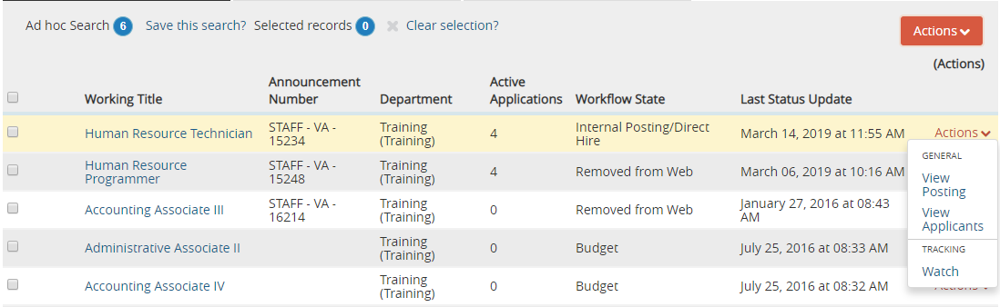 Ad hoc Search 6 Save this search? Selected records 0 Clear selection? Actions
(Actions)
Working Title Announcement Number Department Active Applications Workflow State Last Status Update
Human Resource Technician STAFF - VA - 15234 Training (Training) 4 Internal Posting/Direct Hire March 14, 2019 at 11:55 AM Actions
Human Resource Programmer STAFF - VA - 15248 Training (Training) 4 Removed from Web March 06, 2019 at 10:16 AM
Accounting Associate III STAFF - VA - 16214 Training (Training) 0 Removed from Web January 27, 2016 at 08:43 AM
Administrative Associate II Training (Training) 0 Budget July 25, 2016 at 08:33 AM
Accounting Associate IV Training (Training) 0 Budget July 25, 2016 at 08:32 AM
GENERAL
View
Posting
View
Applicants
TRACKING
Watch